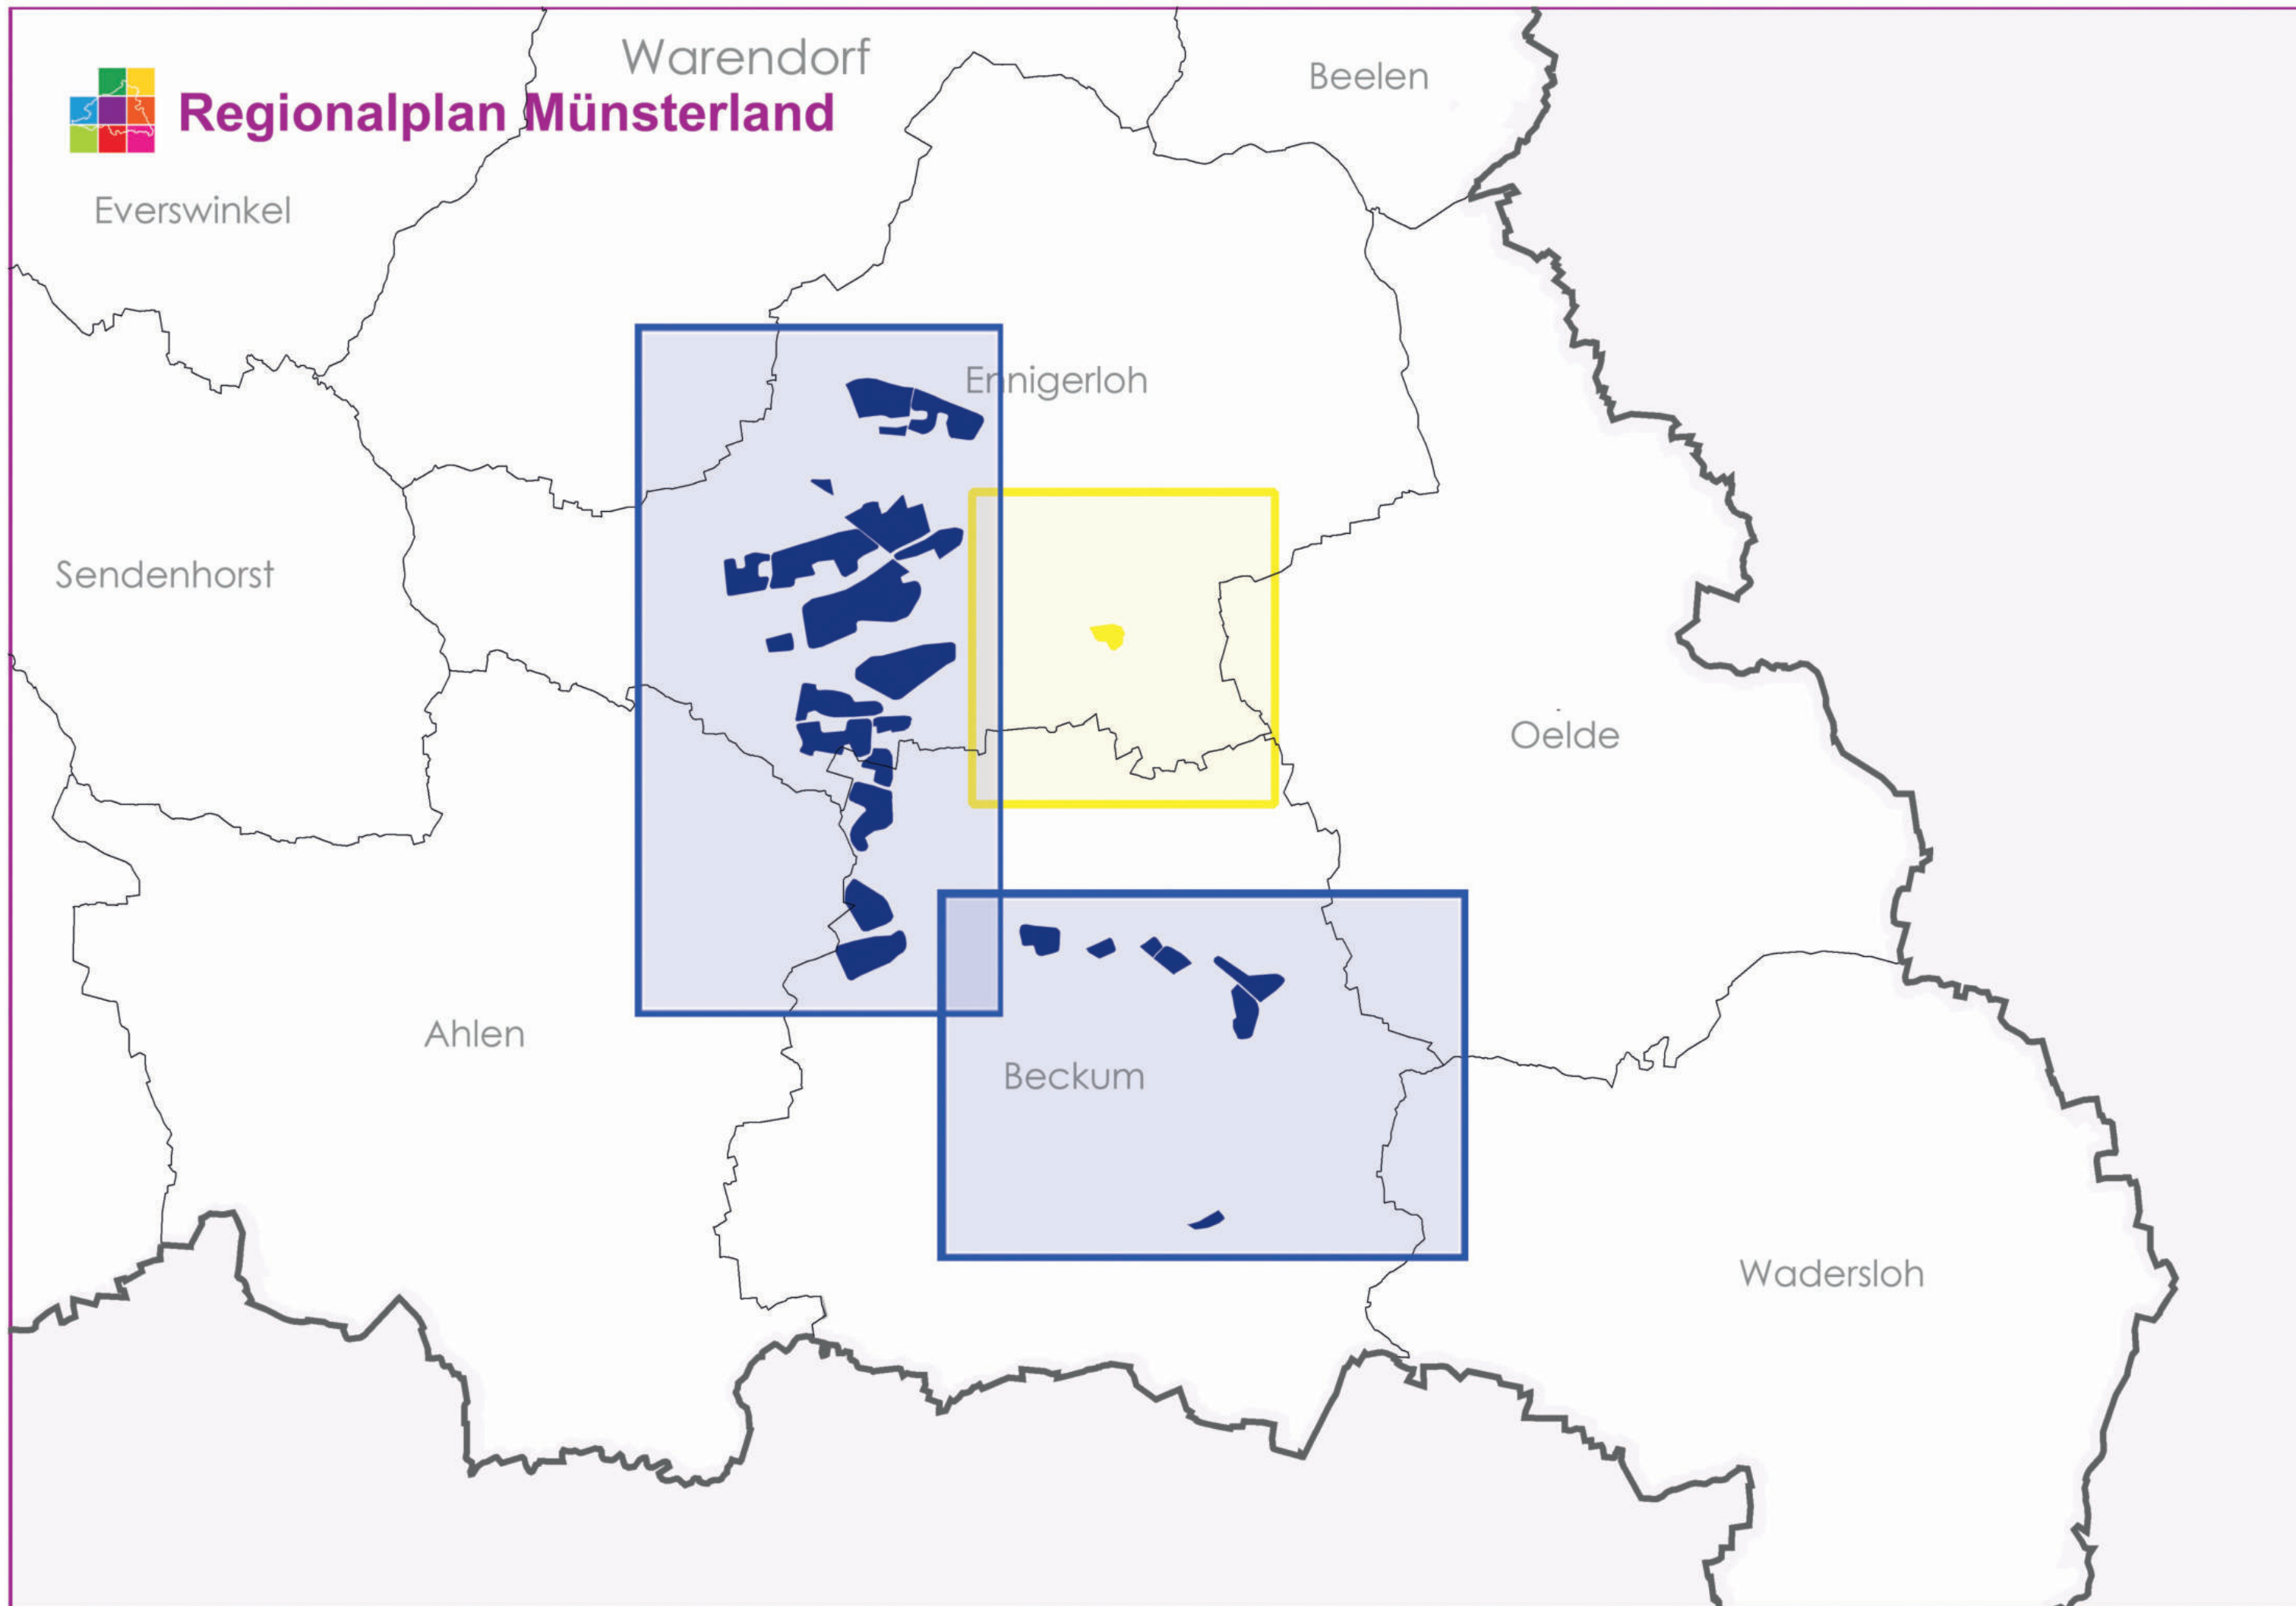 Warendorf
Beelen
Regionalplan Münsterland
Everswinkel
Ennigerloh
Sendenhorst
Oelde
Ahlen
Beckum
Wadersloh